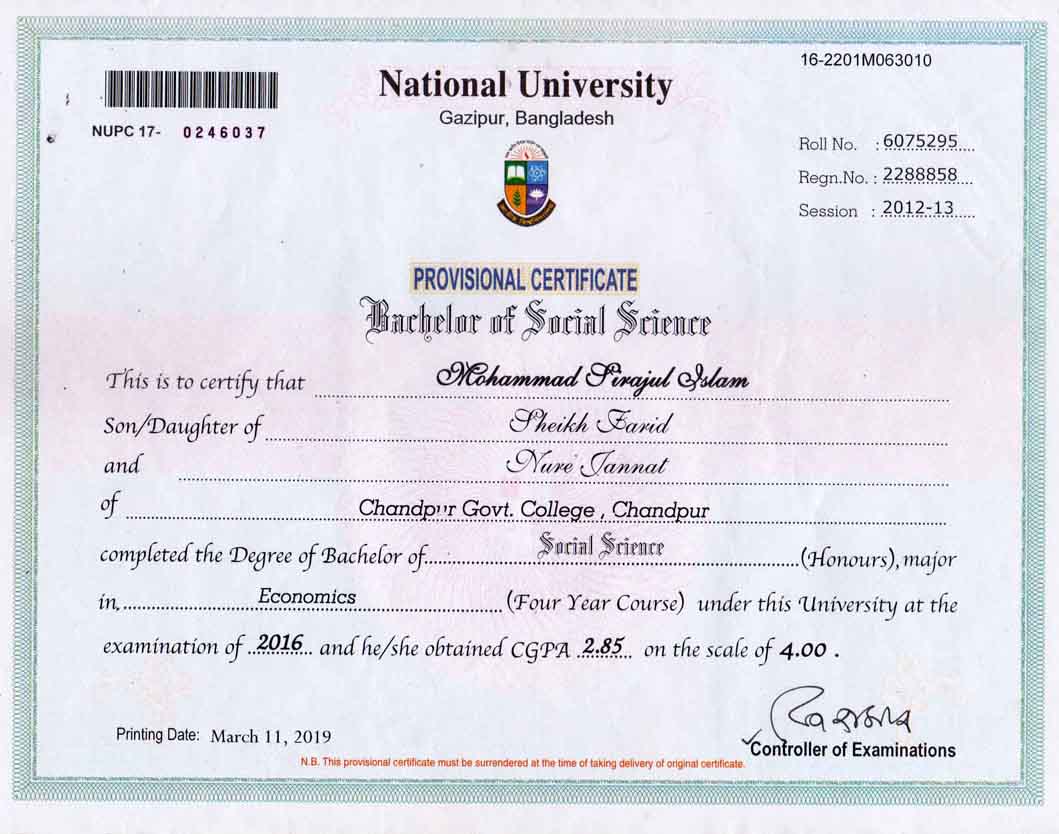 16-2201M063010
National University
Gazipur, Bangladesh
NUPC 17- 0246037
Roll No. : 6075295
Regn.No. : 2288858
Session : 2012-13
PROVISIONAL CERTIFICATE
Bachelor of Social Science
This is to certify that Mohammad Sirajul Islam
Son/Daughter of Sheikh Farid
and Nure Jannat
of Chandpur Govt. College , Chandpur
completed the Degree of Bachelor of Social Science (Honours), major
in, Economics (Four Year Course) under this University at the
examination of 2016 and he/she obtained CGPA 2.85 on the scale of 4.00 .
Printing Date: March 11, 2019
Controller of Examinations
N.B. This provisional certificate must be surrendered at the time of taking delivery of original certificate.